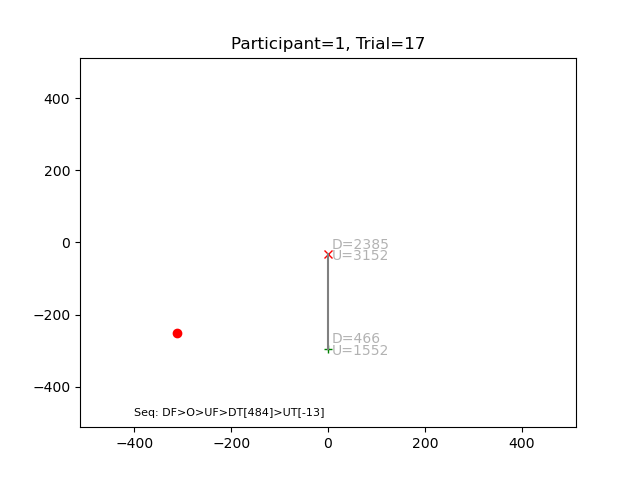 Participant=1, Trial=17
400
200
0
−200
−400
D=2385
U=3152
D=466
U=1552
Seq: DF>O>UF>DT[484]>UT[-13]
−400
−200
0
200
400